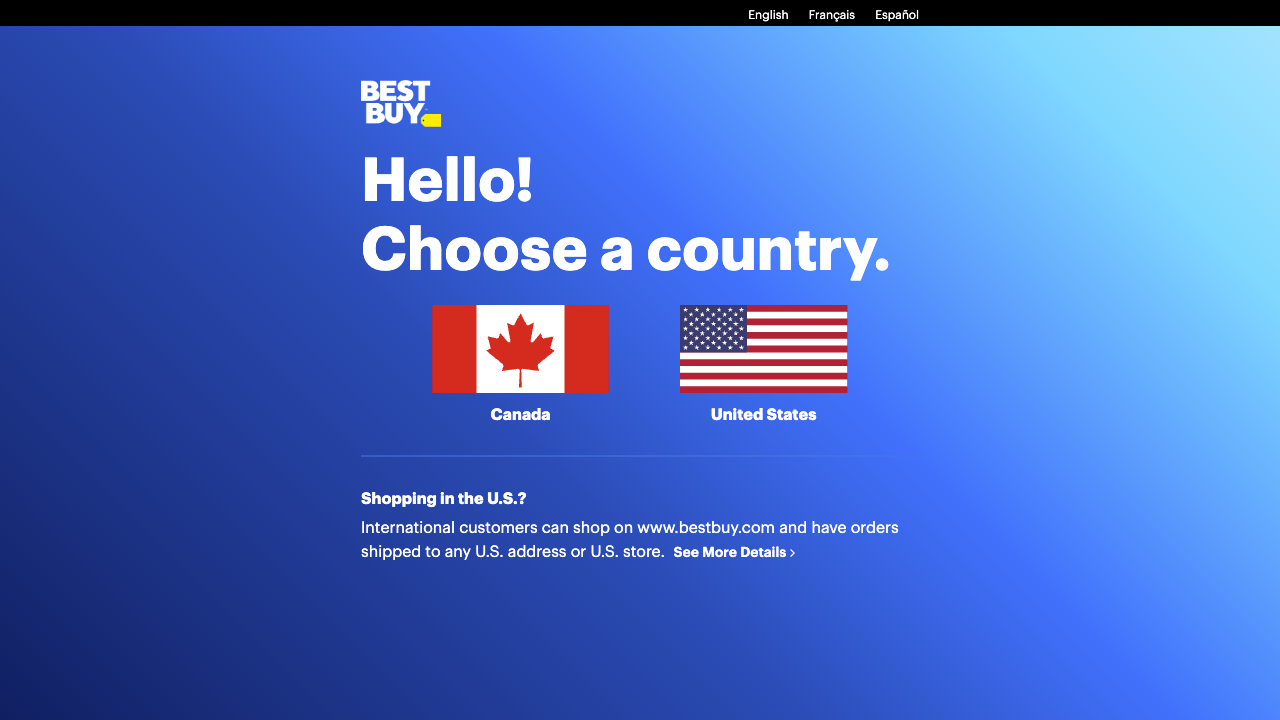 English Français Español
BEST
BUY
Hello!
Choose a country.
Canada United States
Shopping in the U.S.?
International customers can shop on www.bestbuy.com and have orders
shipped to any U.S. address or U.S. store. See More Details ›